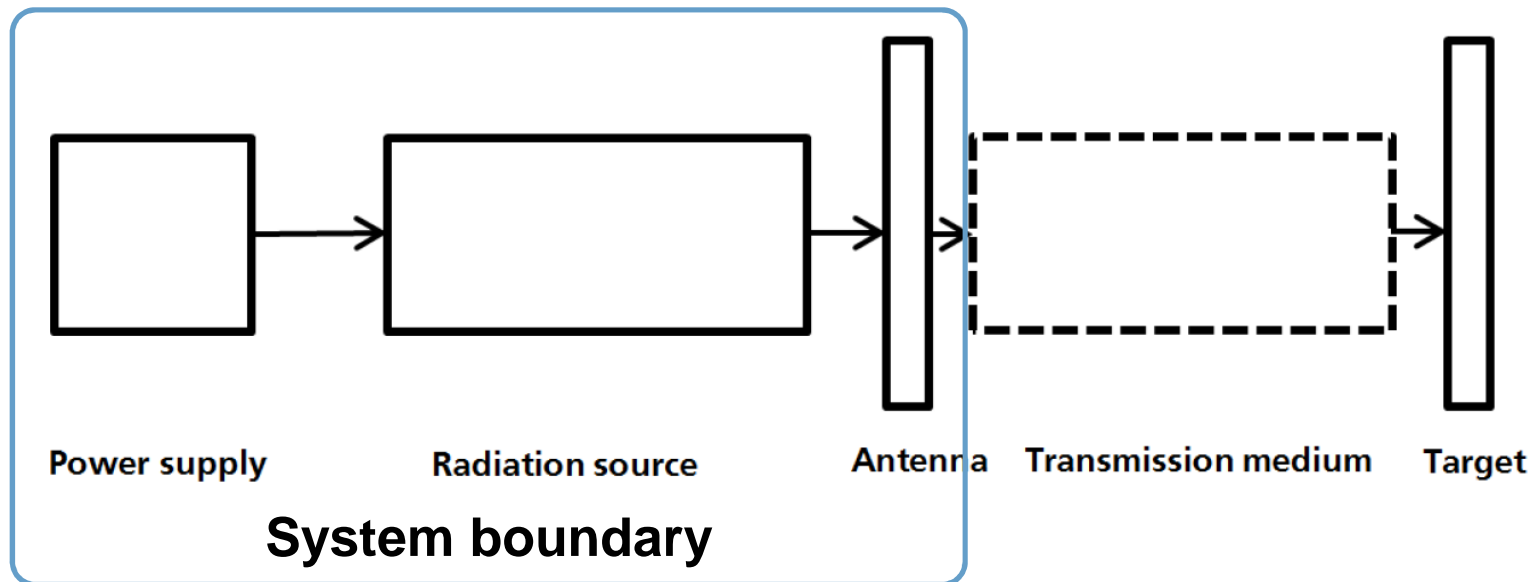 Power supply
Radiation source
Antenna
Transmission medium
Target
System boundary